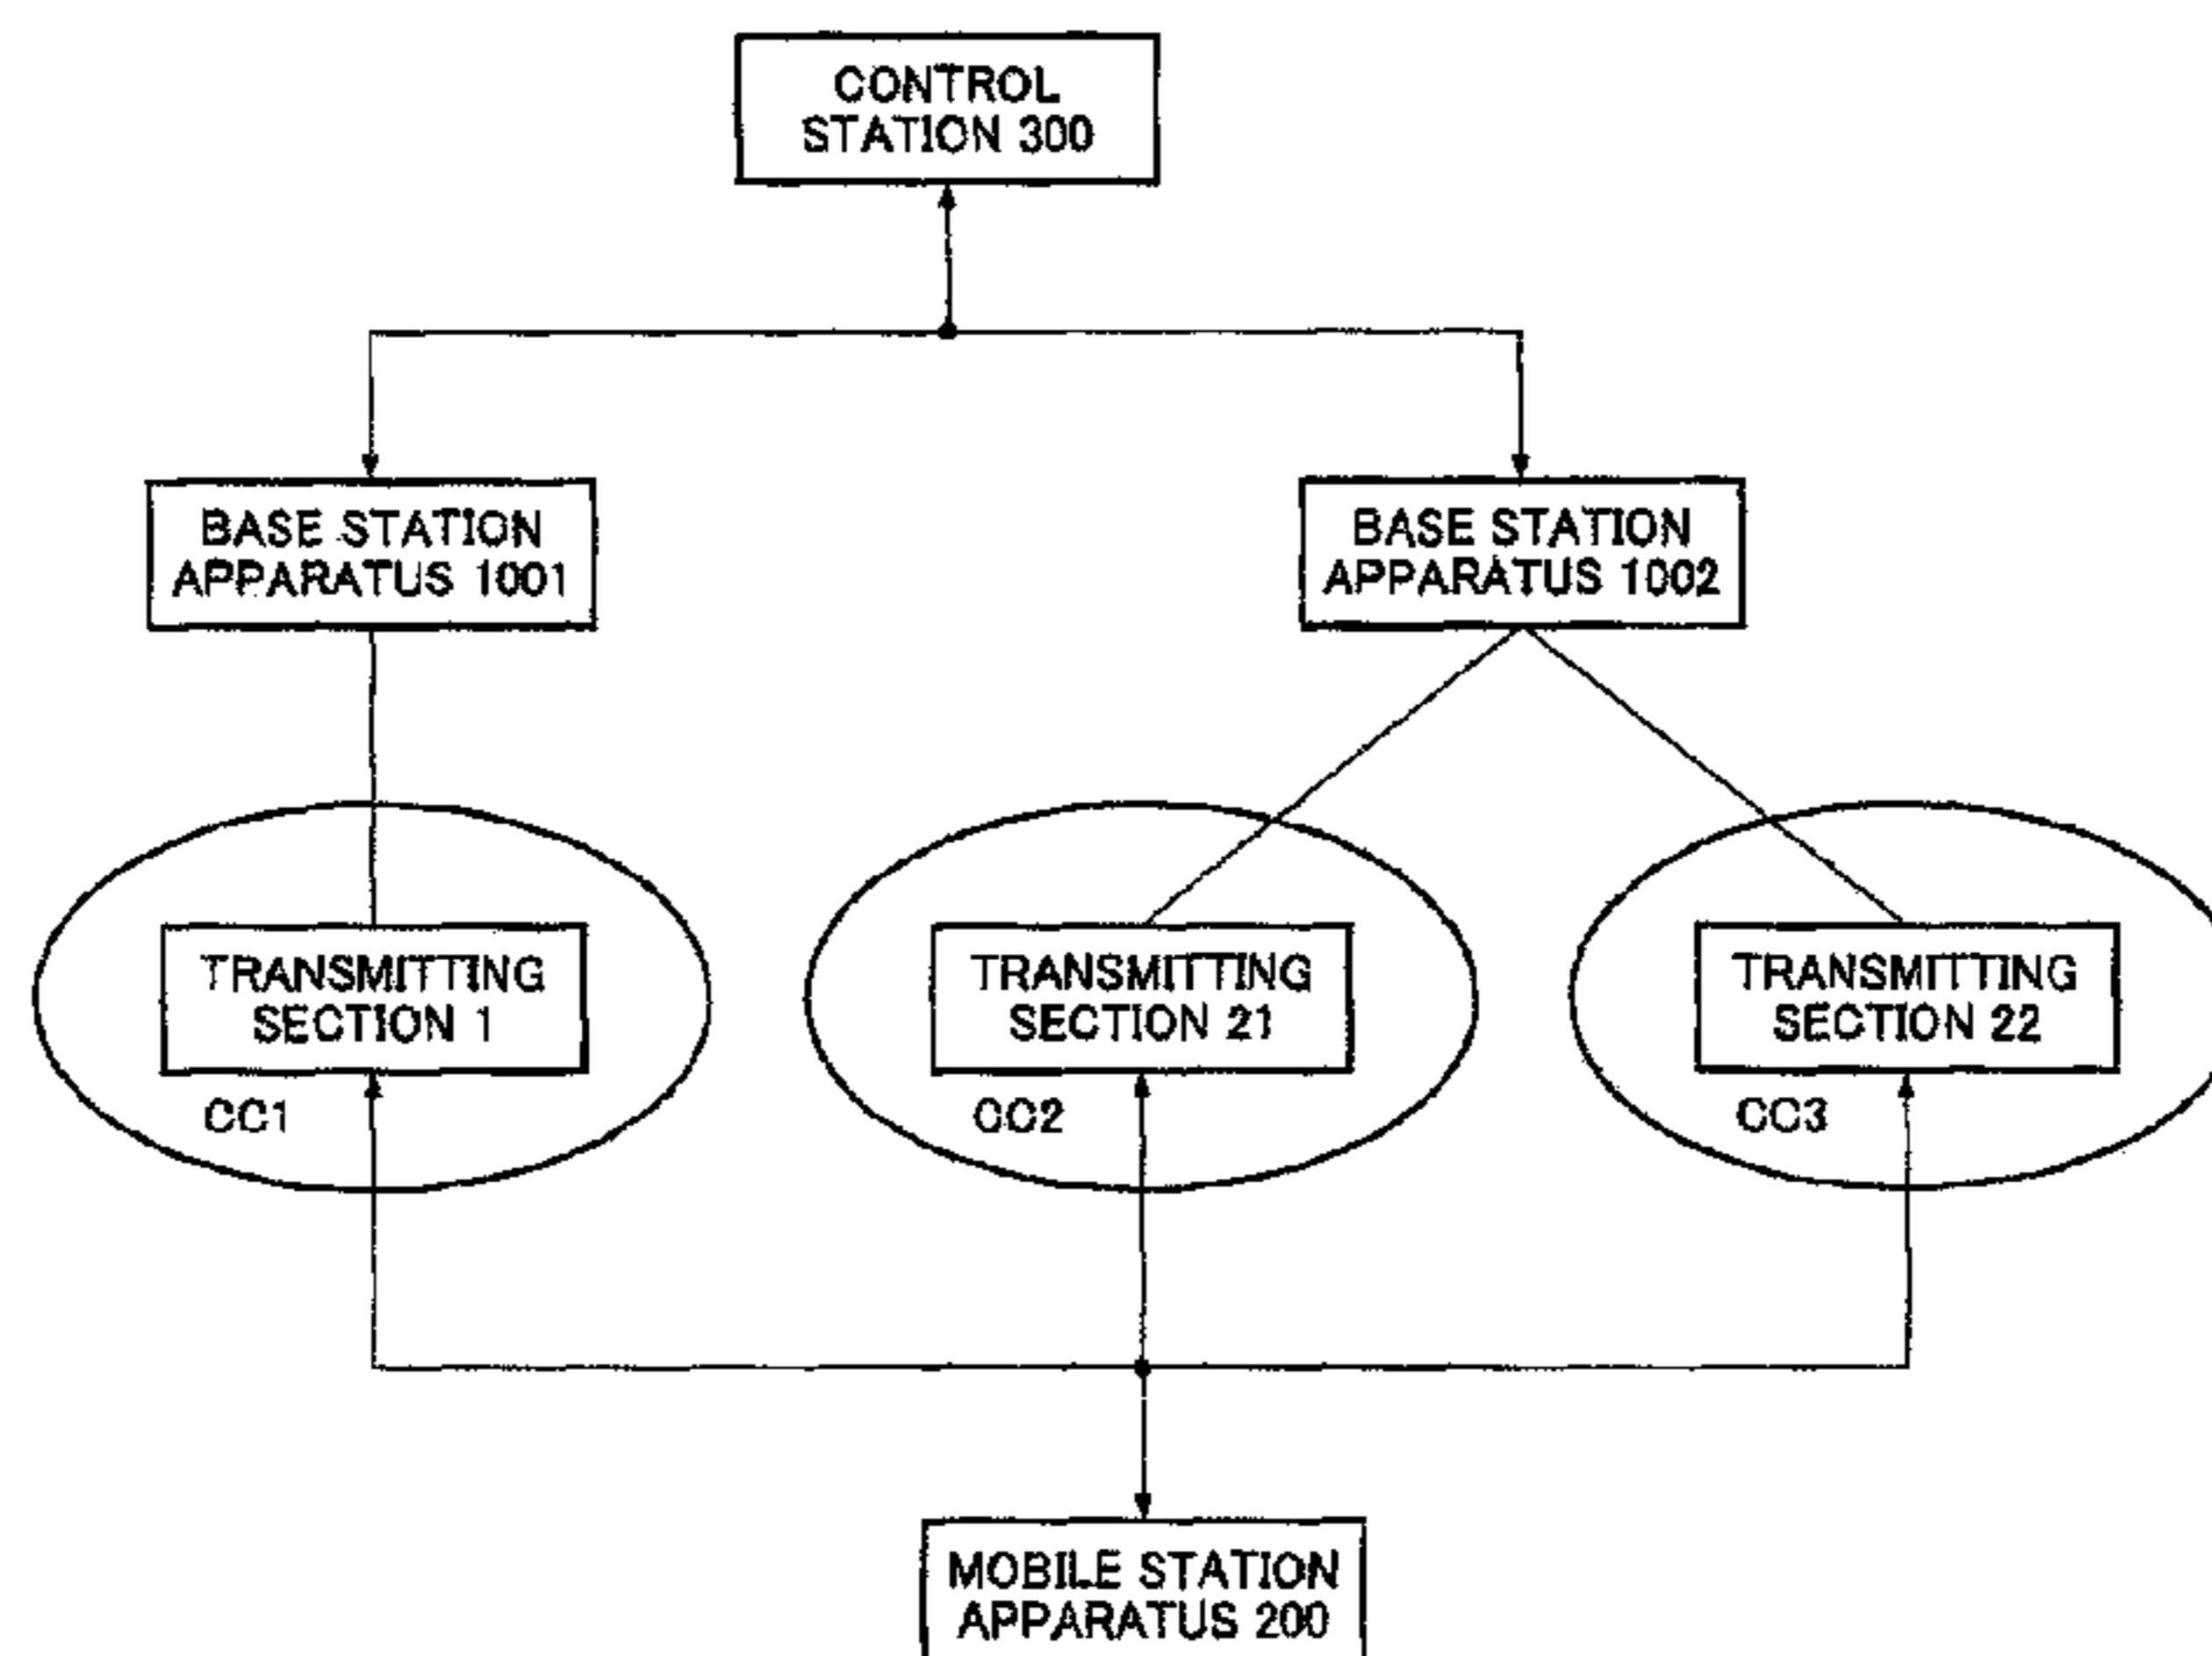 CONTROL
STATION 300
BASE STATION
APPARATUS 1001
BASE STATION
APPARATUS 1002
TRANSMITTING
SECTION 1
CC1
TRANSMITTING
SECTION 21
CC2
TRANSMITTING
SECTION 22
CC3
MOBILE STATION
APPARATUS 200